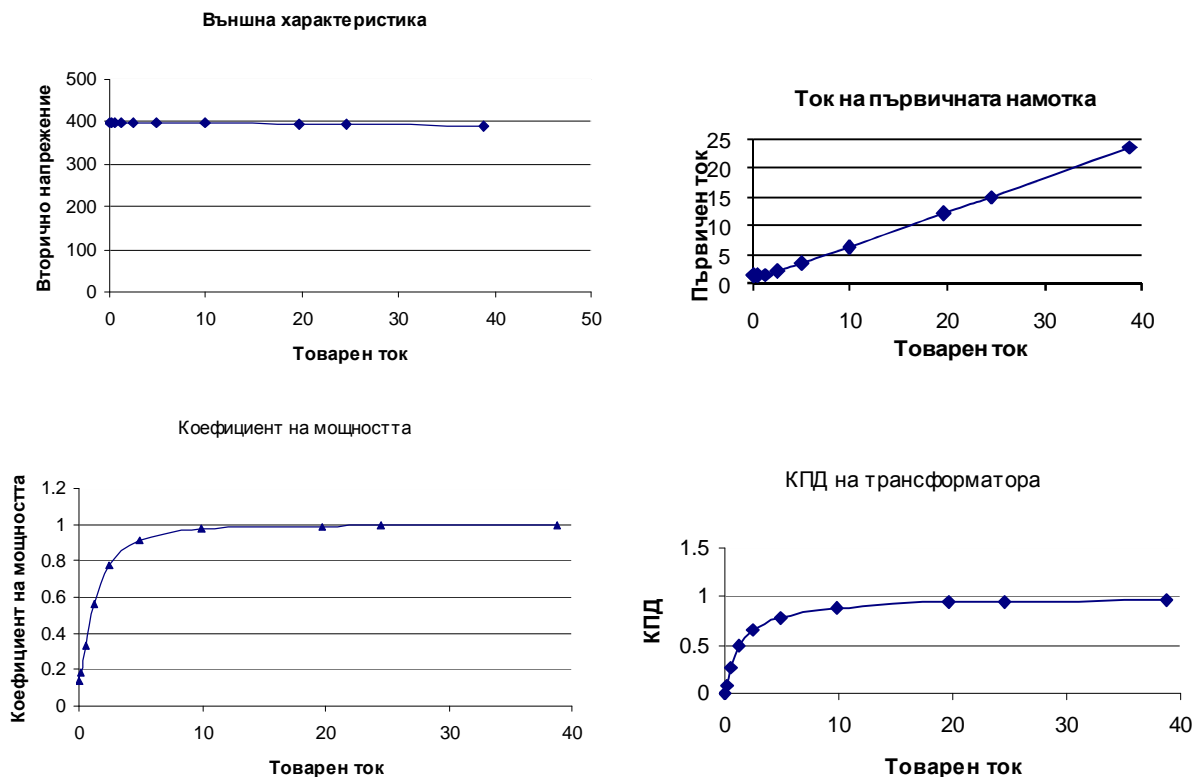 Външна характеристика
Вторично напрежение
500
400
300
200
100
0
0 10 20 30 40 50
Товарен ток
Ток на първичната намотка
Първичен ток
25
20
15
10
5
0
0 10 20 30 40
Товарен ток
Коефициент на мощността
Коефициент на мощността
1.2
1
0.8
0.6
0.4
0.2
0
0 10 20 30 40
Товарен ток
КПД на трансформатора
КПД
1.5
1
0.5
0
0 10 20 30 40
Товарен ток